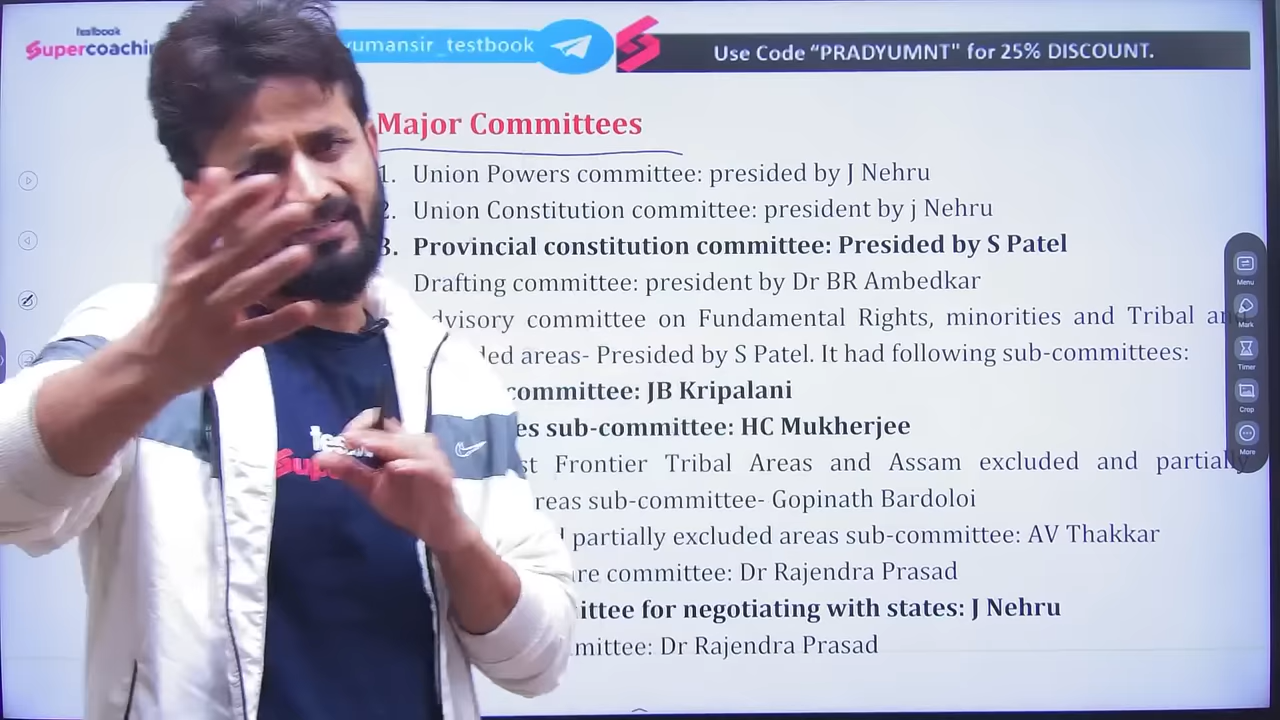 testbook
Supercoachi
yumansir_testbook
Use Code “PRADYUMNT" for 25% DISCOUNT.
Major Committees
1. Union Powers committee: presided by J Nehru
2. Union Constitution committee: president by j Nehru
3. Provincial constitution committee: Presided by S Patel
Drafting committee: president by Dr BR Ambedkar
dvisory committee on Fundamental Rights, minorities and Tribal and
led areas- Presided by S Patel. It had following sub-committees:
committee: JB Kripalani
es sub-committee: HC Mukherjee
st Frontier Tribal Areas and Assam excluded and partially
reas sub-committee- Gopinath Bardoloi
partially excluded areas sub-committee: AV Thakkar
re committee: Dr Rajendra Prasad
ittee for negotiating with states: J Nehru
mittee: Dr Rajendra Prasad
Menu
Mark
Timer
Crop
More